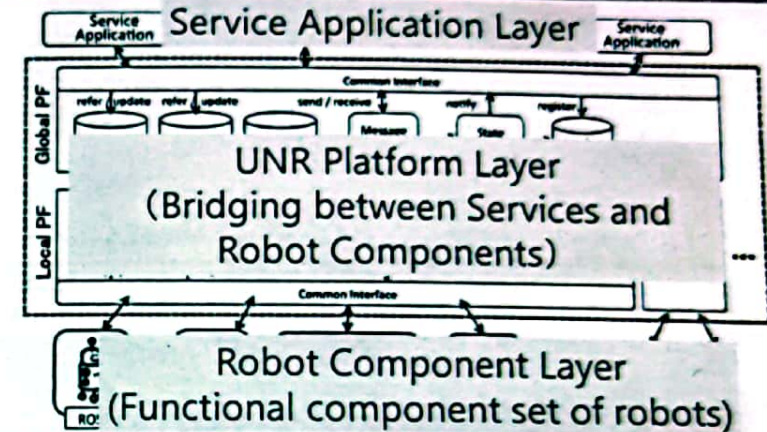 Service Application
Service Application Layer
Service Application
Common Interface
Global PF
refer update
refer update
send / receive
notify
register
Message
State
UNR Platform Layer
(Bridging between Services and
Robot Components)
Local PF
...
Common Interface
Robot Component Layer
(Functional component set of robots)